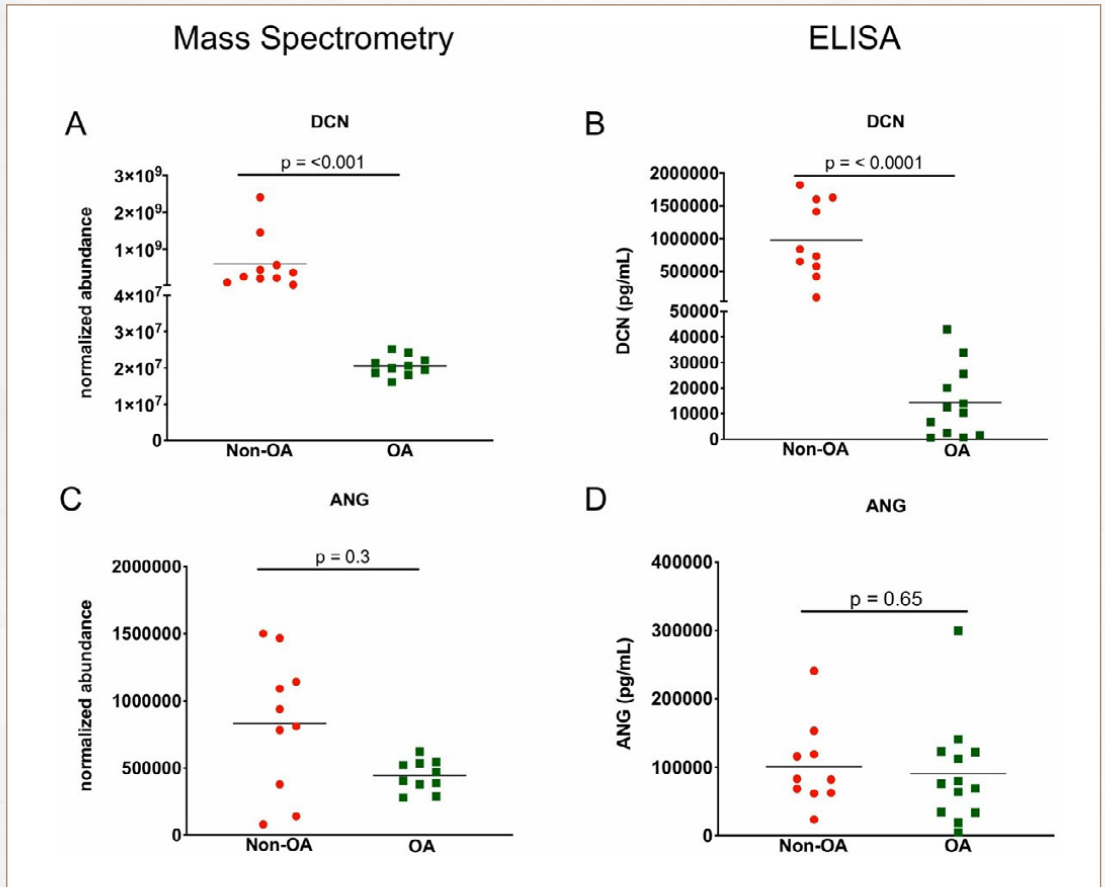 Mass Spectrometry
ELISA
A
DCN
p = <0.001
normalized abundance
3×10⁹
2×10⁹
1×10⁹
4×10⁷
3×10⁷
2×10⁷
1×10⁷
0
Non-OA
OA
B
DCN
p = < 0.0001
DCN (pg/mL)
2000000
1500000
1000000
500000
50000
40000
30000
20000
10000
0
Non-OA
OA
C
ANG
p = 0.3
normalized abundance
2000000
1500000
1000000
500000
0
Non-OA
OA
D
ANG
p = 0.65
ANG (pg/mL)
400000
300000
200000
100000
0
Non-OA
OA